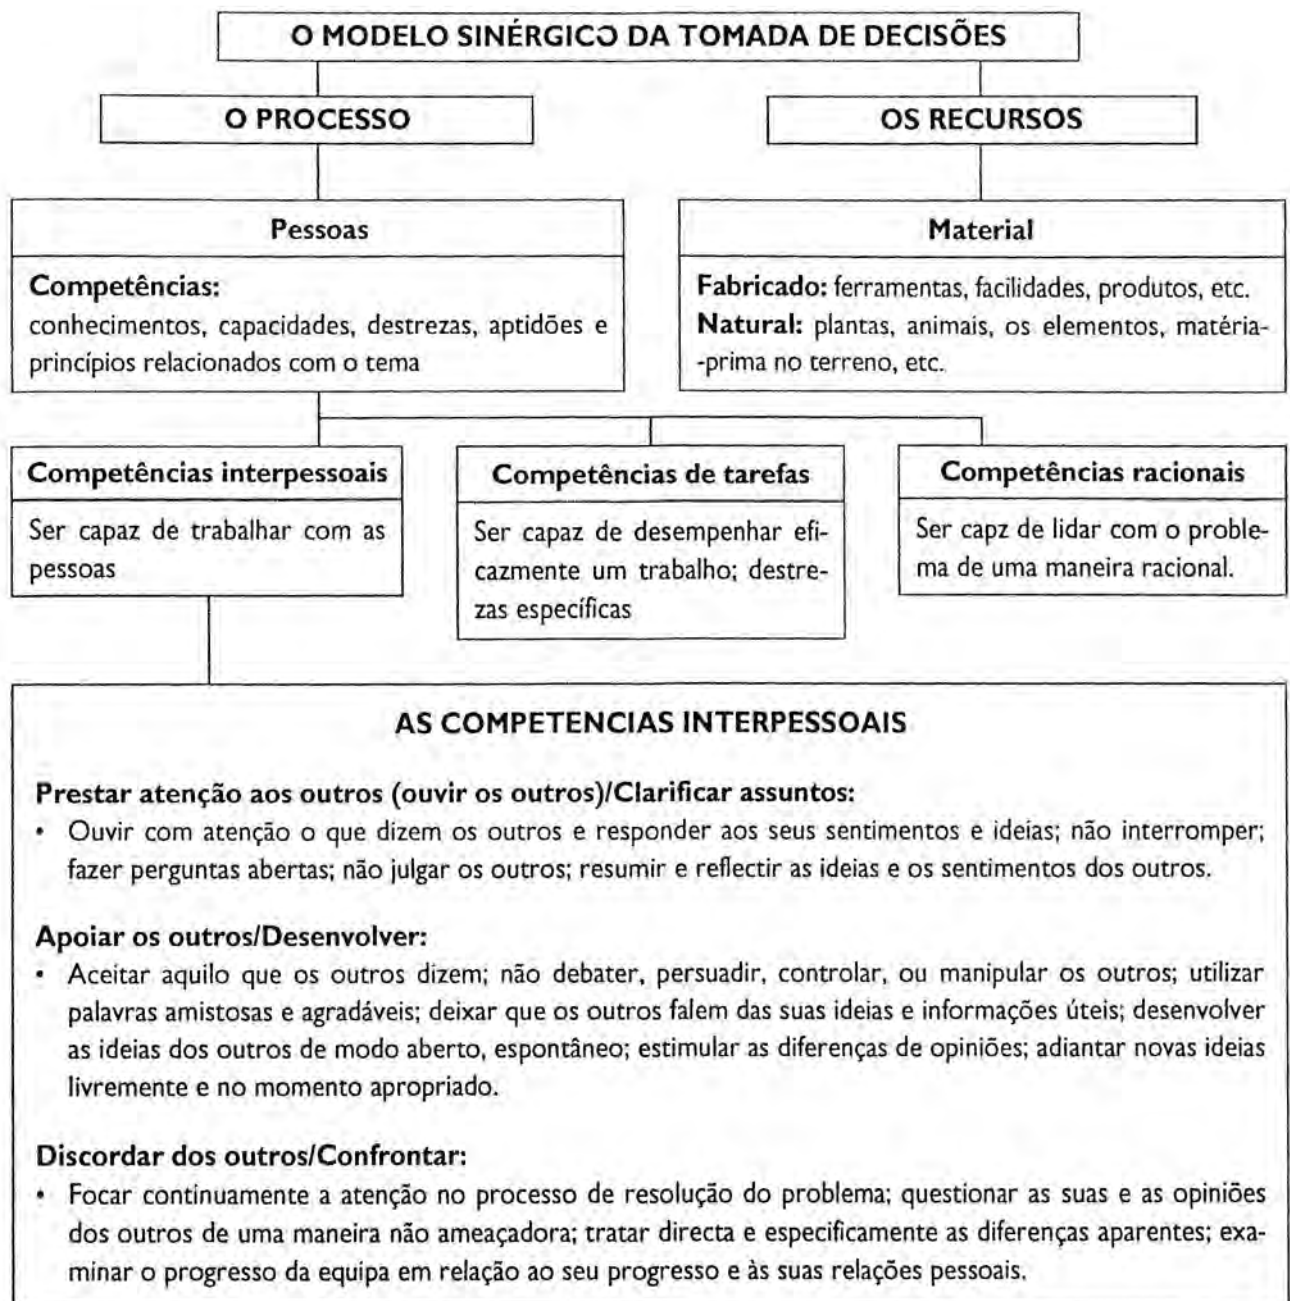 O MODELO SINÉRGICO DA TOMADA DE DECISÕES
O PROCESSO
OS RECURSOS
Pessoas
Competências:
conhecimentos, capacidades, destrezas, aptidões e
princípios relacionados com o tema
Material
Fabricado: ferramentas, facilidades, produtos, etc.
Natural: plantas, animais, os elementos, matéria-
-prima no terreno, etc.
Competências interpessoais
Ser capaz de trabalhar com as
pessoas
Competências de tarefas
Ser capaz de desempenhar efi-
cazmente um trabalho; destre-
zas específicas
Competências racionais
Ser capz de lidar com o proble-
ma de uma maneira racional.
AS COMPETENCIAS INTERPESSOAIS
Prestar atenção aos outros (ouvir os outros)/Clarificar assuntos:
• Ouvir com atenção o que dizem os outros e responder aos seus sentimentos e ideias; não interromper;
fazer perguntas abertas; não julgar os outros; resumir e reflectir as ideias e os sentimentos dos outros.
Apoiar os outros/Desenvolver:
• Aceitar aquilo que os outros dizem; não debater, persuadir, controlar, ou manipular os outros; utilizar
palavras amistosas e agradáveis; deixar que os outros falem das suas ideias e informações úteis; desenvolver
as ideias dos outros de modo aberto, espontâneo; estimular as diferenças de opiniões; adiantar novas ideias
livremente e no momento apropriado.
Discordar dos outros/Confrontar:
• Focar continuamente a atenção no processo de resolução do problema; questionar as suas e as opiniões
dos outros de uma maneira não ameaçadora; tratar directa e especificamente as diferenças aparentes; exa-
minar o progresso da equipa em relação ao seu progresso e às suas relações pessoais.